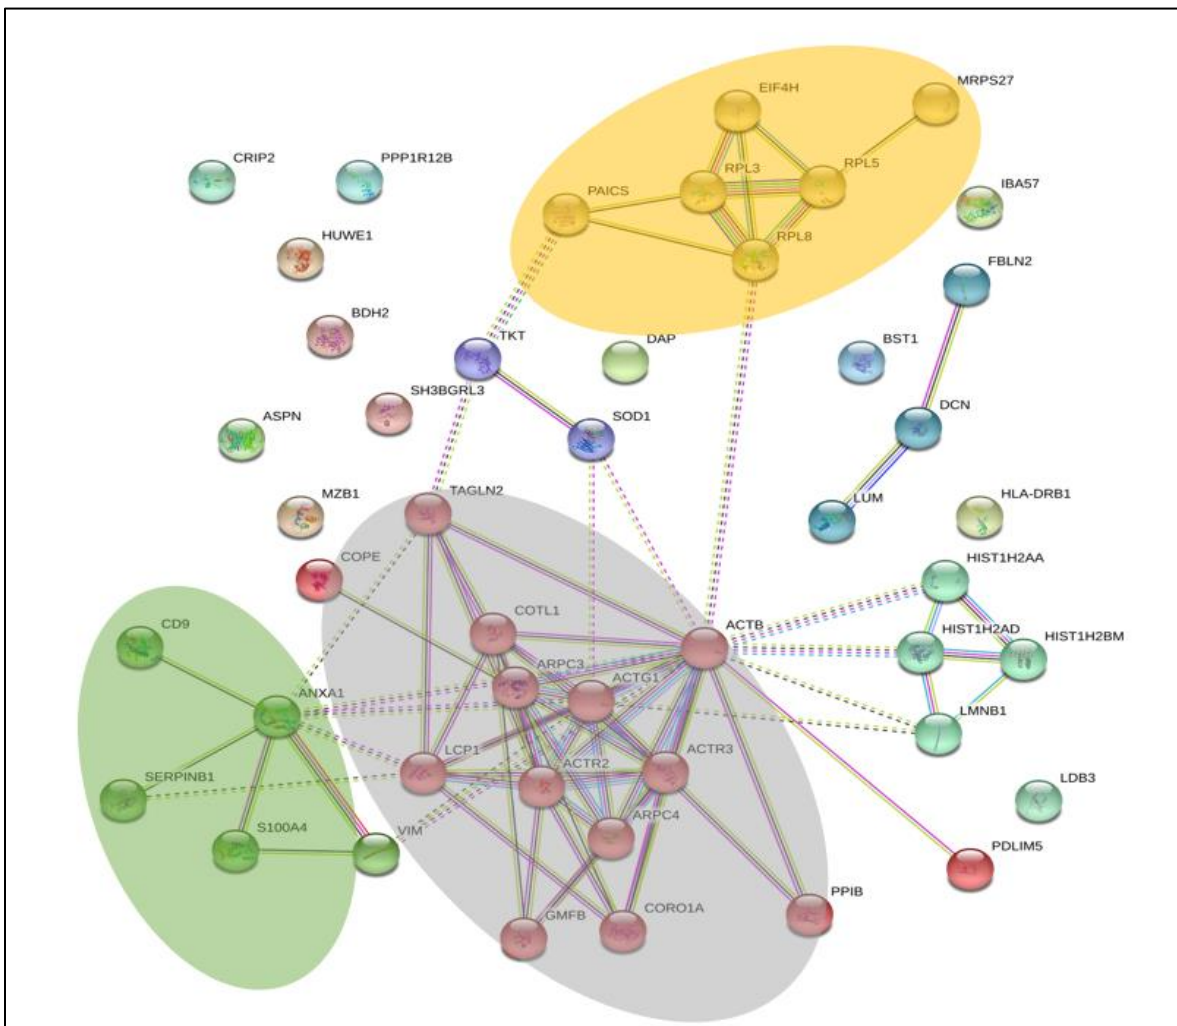 MRPS27
EIF4H
CRIP2
PPP1R12B
RPL3
RPL5
PAICS
IBA57
HUWE1
RPL8
FBLN2
BDH2
TKT
DAP
BST1
SH3BGRL3
ASPN
SOD1
DCN
MZB1
TAGLN2
LUM
HLA-DRB1
COPE
HIST1H2AA
CD9
COTL1
ACTB
HIST1H2AD
HIST1H2BM
ARPC3
ACTG1
ANXA1
LMNB1
LCP1
ACTR2
ACTR3
SERPINB1
LDB3
S100A4
VIM
ARPC4
PDLIM5
PPIB
GMFB
CORO1A